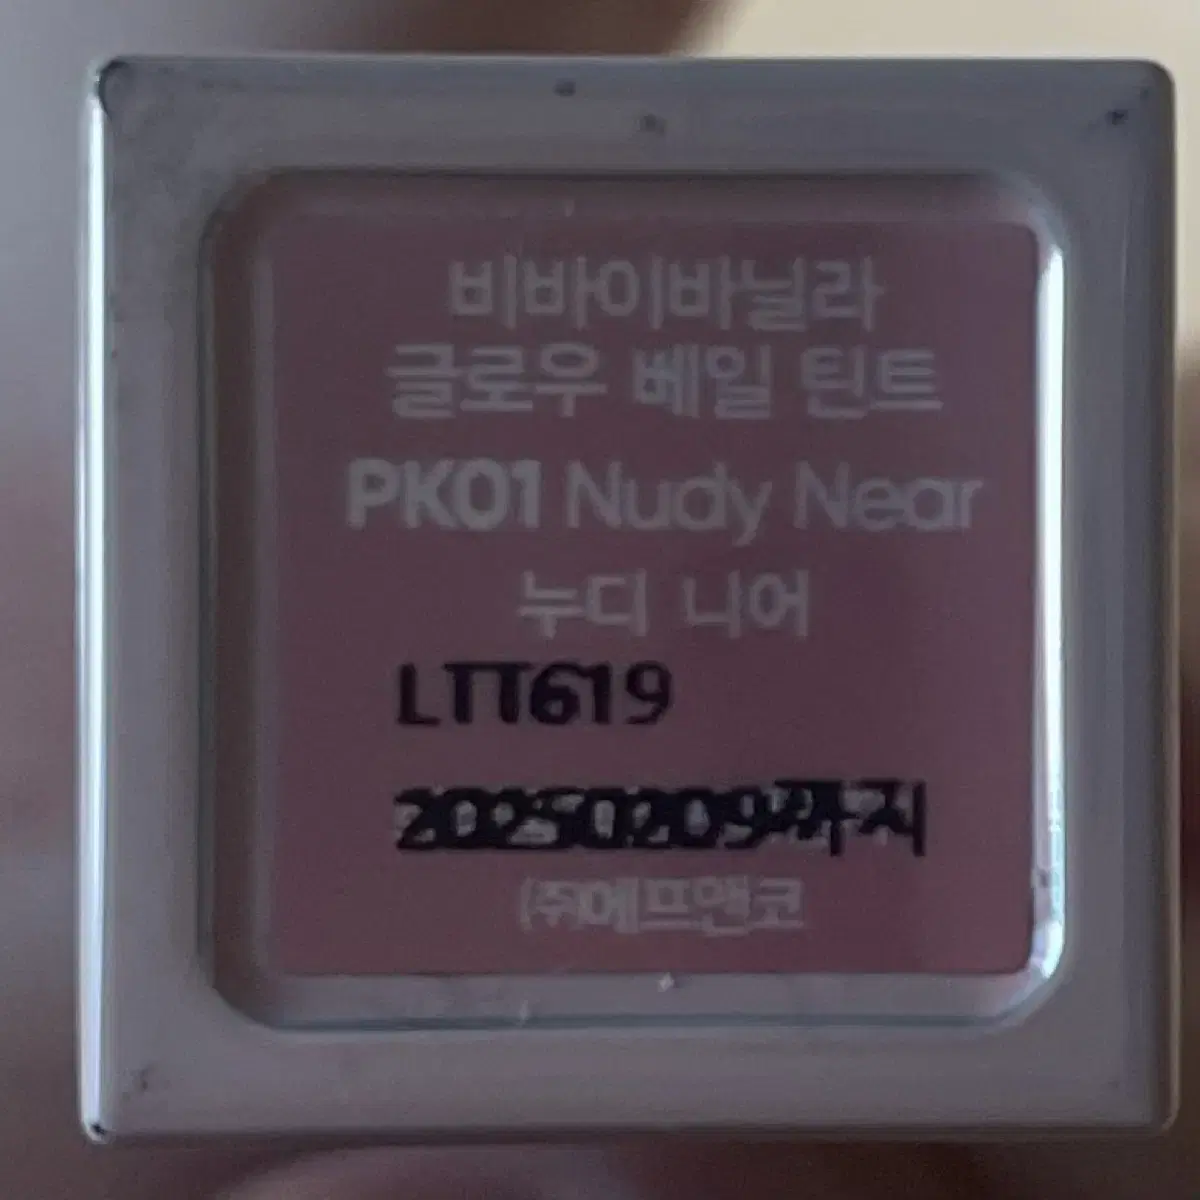 비바이바닐라
글로우 베일 틴트
PK01 Nudy Near
누디 니어
LTT619
20250209까지
(주)에프앤코